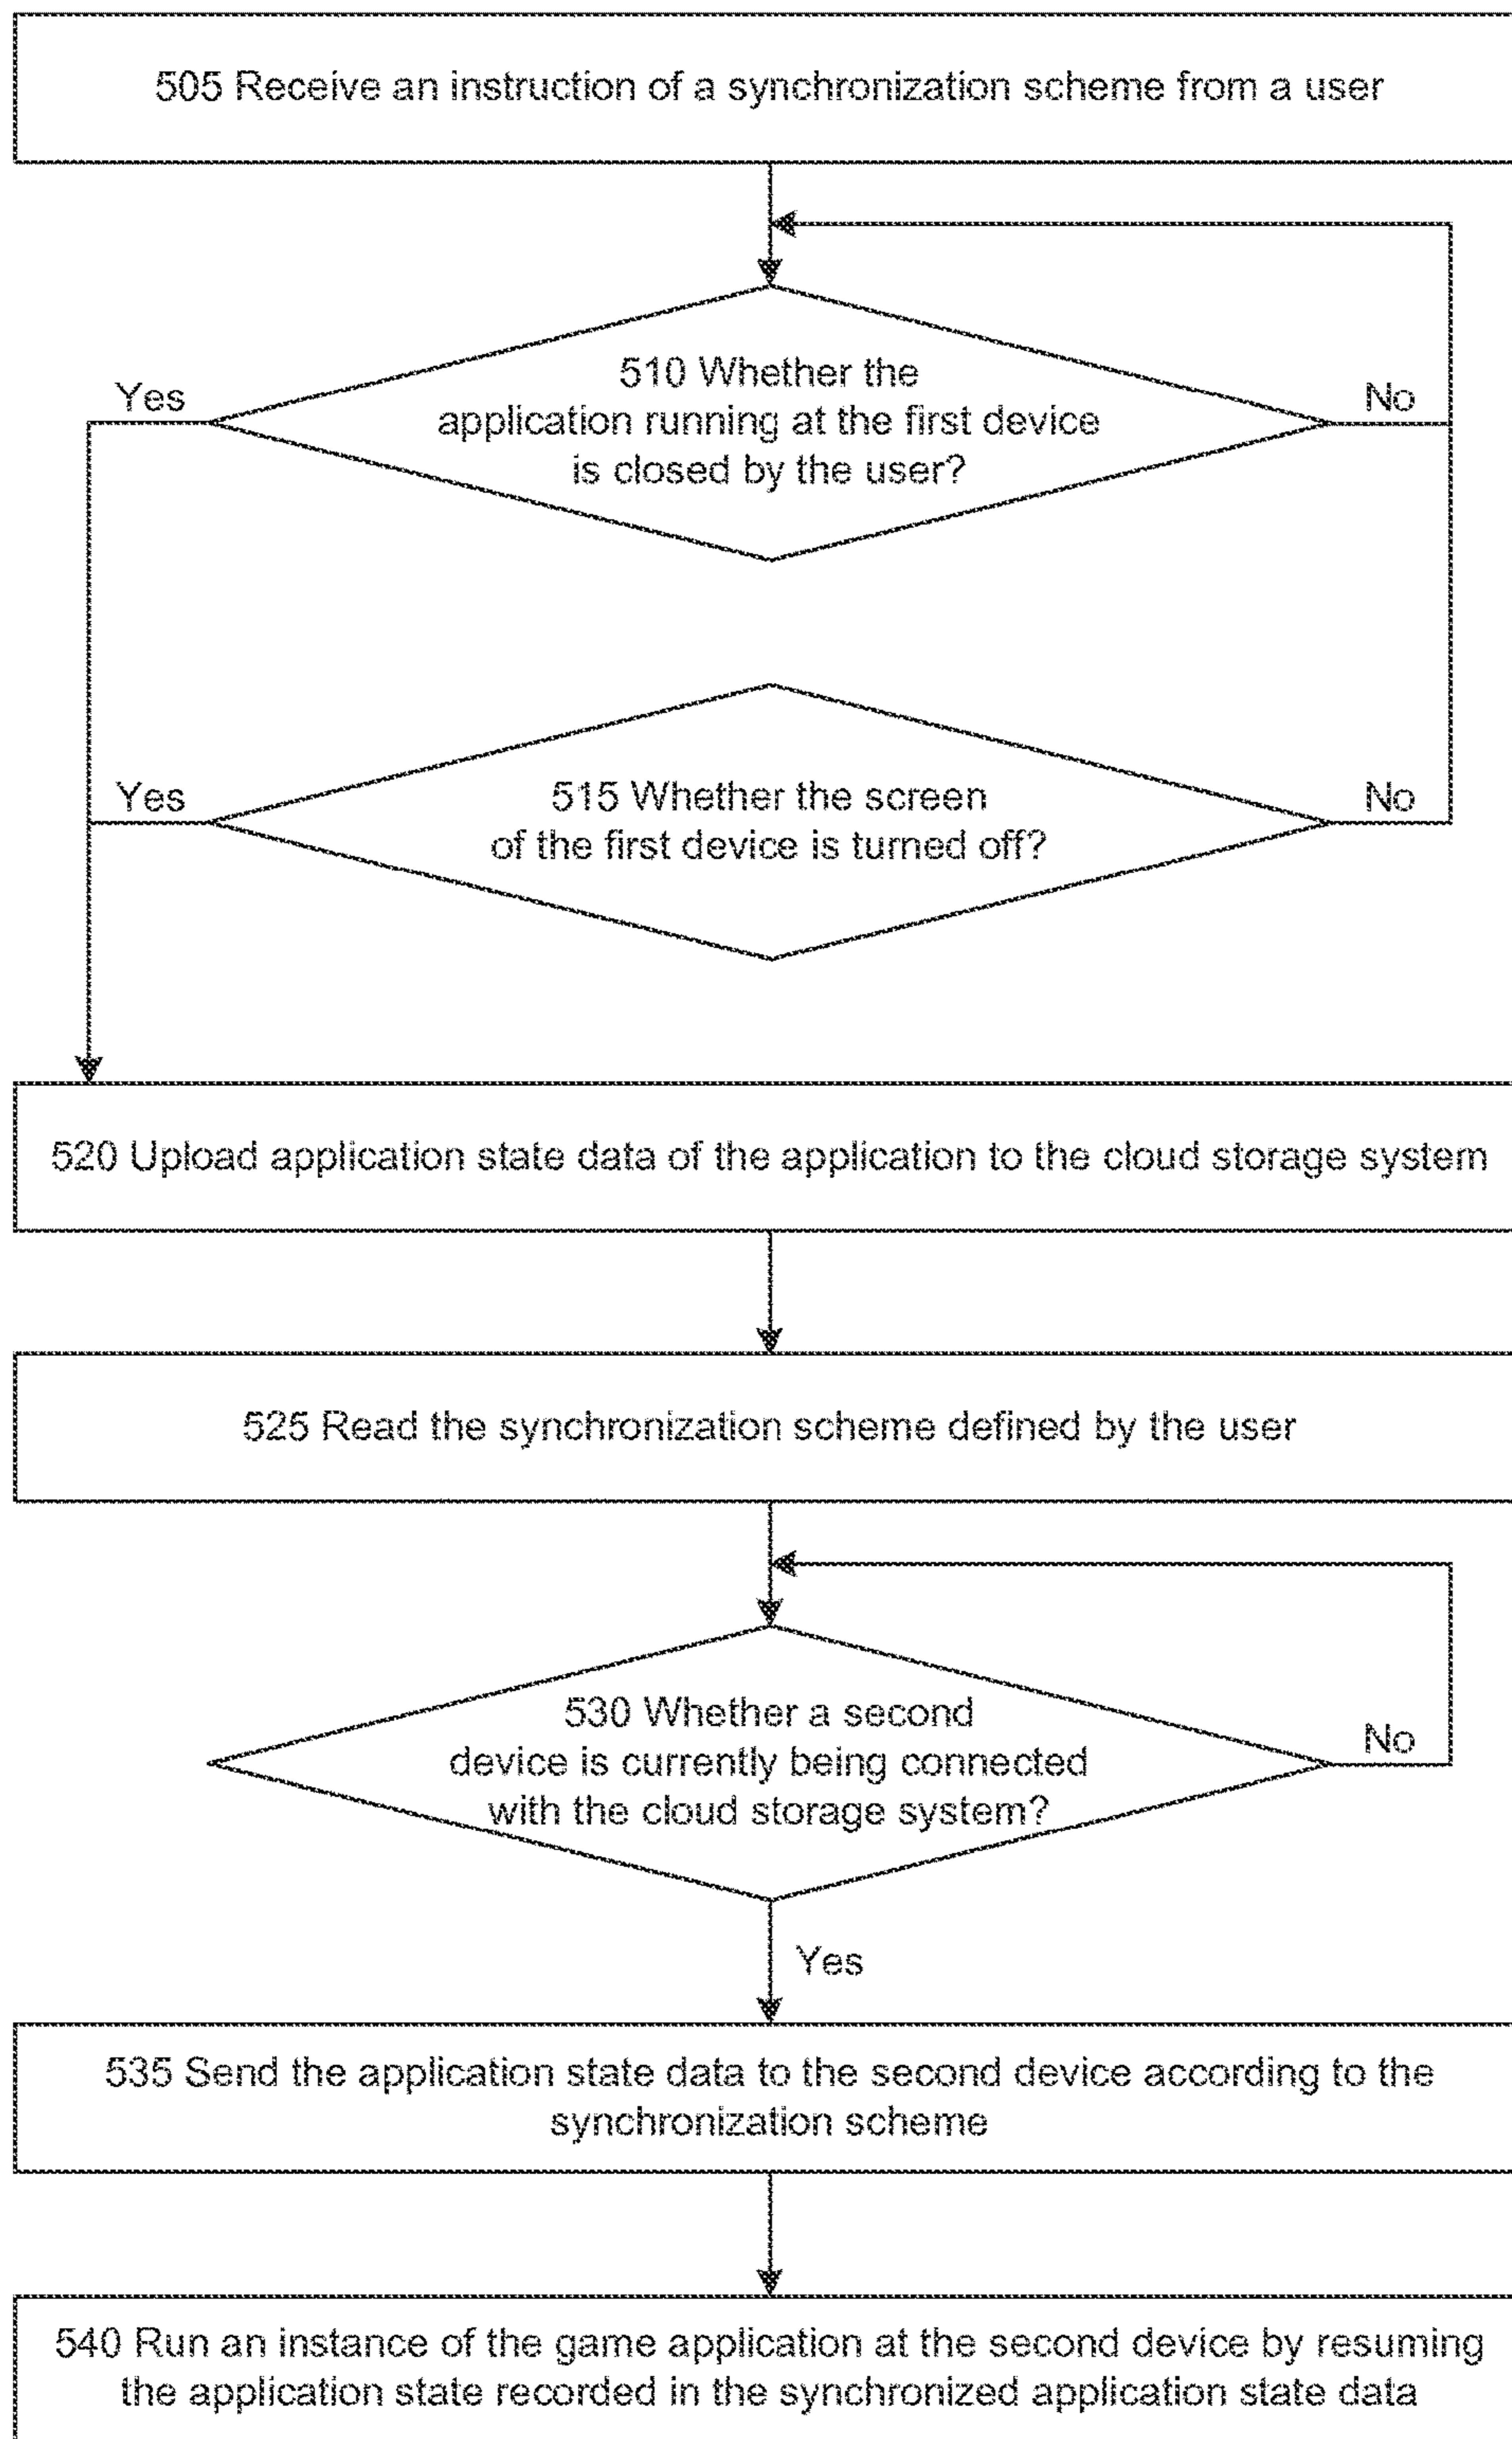 505 Receive an instruction of a synchronization scheme from a user
510 Whether the
application running at the first device
is closed by the user?
Yes
No
515 Whether the screen
of the first device is turned off?
Yes
No
520 Upload application state data of the application to the cloud storage system
525 Read the synchronization scheme defined by the user
530 Whether a second
device is currently being connected
with the cloud storage system?
No
Yes
535 Send the application state data to the second device according to the
synchronization scheme
540 Run an instance of the game application at the second device by resuming
the application state recorded in the synchronized application state data